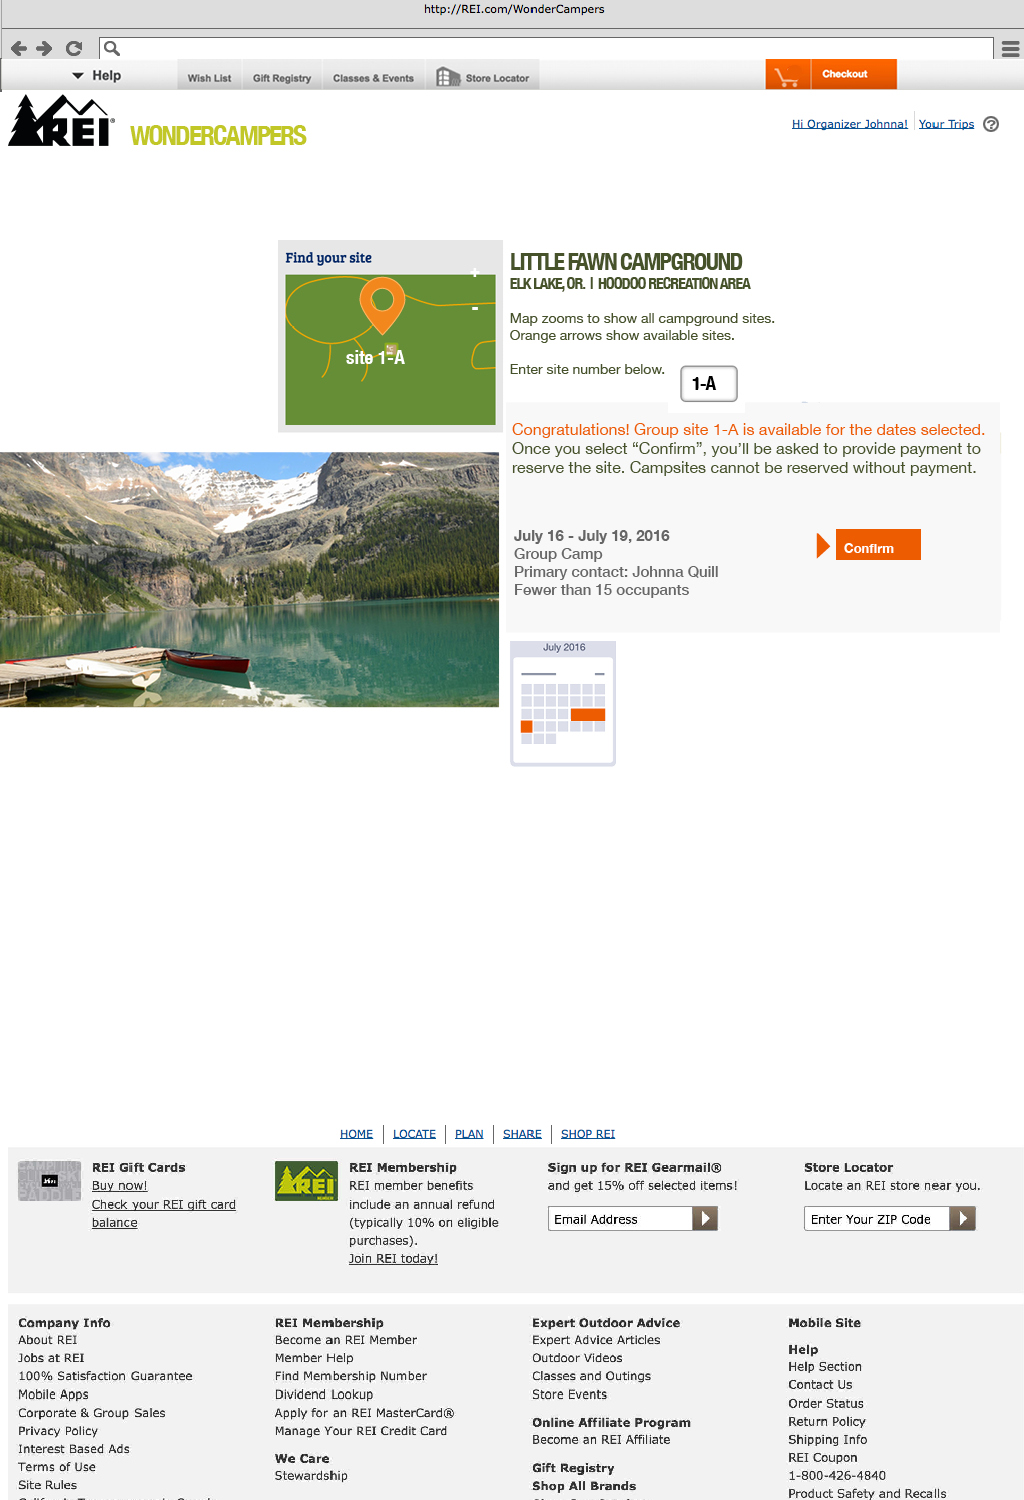 http://REI.com/WonderCampers
Help
Wish List
Gift Registry
Classes & Events
Store Locator
Checkout
REI®
WONDERCAMPERS
Hi Organizer Johnna!
Your Trips
?
Find your site
+
-
site 1-A
LITTLE FAWN CAMPGROUND
ELK LAKE, OR. | HOODOO RECREATION AREA
Map zooms to show all campground sites.
Orange arrows show available sites.
Enter site number below.
1-A
Congratulations! Group site 1-A is available for the dates selected.
Once you select “Confirm”, you’ll be asked to provide payment to
reserve the site. Campsites cannot be reserved without payment.
July 16 - July 19, 2016
Group Camp
Primary contact: Johnna Quill
Fewer than 15 occupants
Confirm
July 2016
HOME
LOCATE
PLAN
SHARE
SHOP REI
REI Gift Cards
Buy now!
Check your REI gift card
balance
REI
REI Membership
REI member benefits
include an annual refund
(typically 10% on eligible
purchases).
Join REI today!
Sign up for REI Gearmail®
and get 15% off selected items!
Email Address
Store Locator
Locate an REI store near you.
Enter Your ZIP Code
Company Info
About REI
Jobs at REI
100% Satisfaction Guarantee
Mobile Apps
Corporate & Group Sales
Privacy Policy
Interest Based Ads
Terms of Use
Site Rules
REI Membership
Become an REI Member
Member Help
Find Membership Number
Dividend Lookup
Apply for an REI MasterCard®
Manage Your REI Credit Card
We Care
Stewardship
Expert Outdoor Advice
Expert Advice Articles
Outdoor Videos
Classes and Outings
Store Events
Online Affiliate Program
Become an REI Affiliate
Gift Registry
Shop All Brands
Mobile Site
Help
Help Section
Contact Us
Order Status
Return Policy
Shipping Info
REI Coupon
1-800-426-4840
Product Safety and Recalls